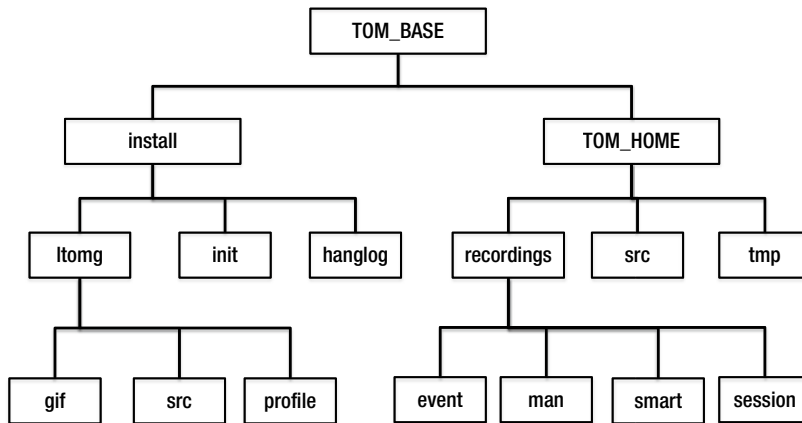 TOM_BASE
install
TOM_HOME
ltomg
init
hanglog
recordings
src
tmp
gif
src
profile
event
man
smart
session